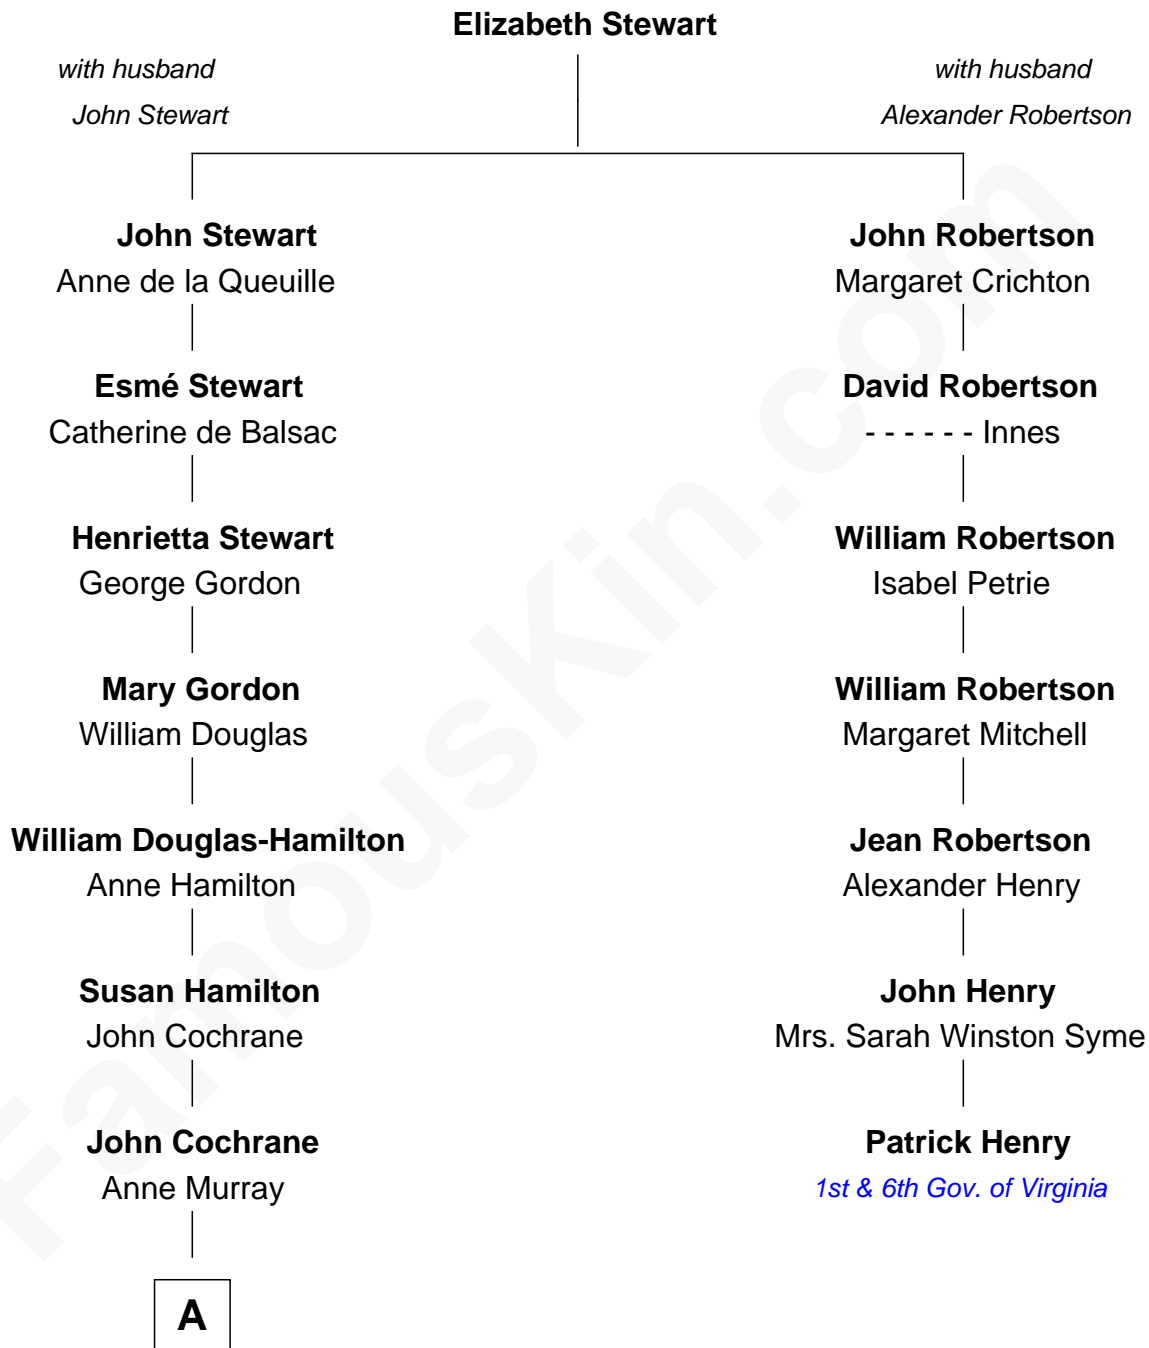 Elizabeth Stewart
with husband
John Stewart
with husband
Alexander Robertson
John Stewart
Anne de la Queuille
John Robertson
Margaret Crichton
Esmé Stewart
Catherine de Balsac
David Robertson
- - - - - - Innes
Henrietta Stewart
George Gordon
William Robertson
Isabel Petrie
Mary Gordon
William Douglas
William Robertson
Margaret Mitchell
William Douglas-Hamilton
Anne Hamilton
Jean Robertson
Alexander Henry
Susan Hamilton
John Cochrane
John Henry
Mrs. Sarah Winston Syme
John Cochrane
Anne Murray
Patrick Henry
1st & 6th Gov. of Virginia
A
FamousKin.com